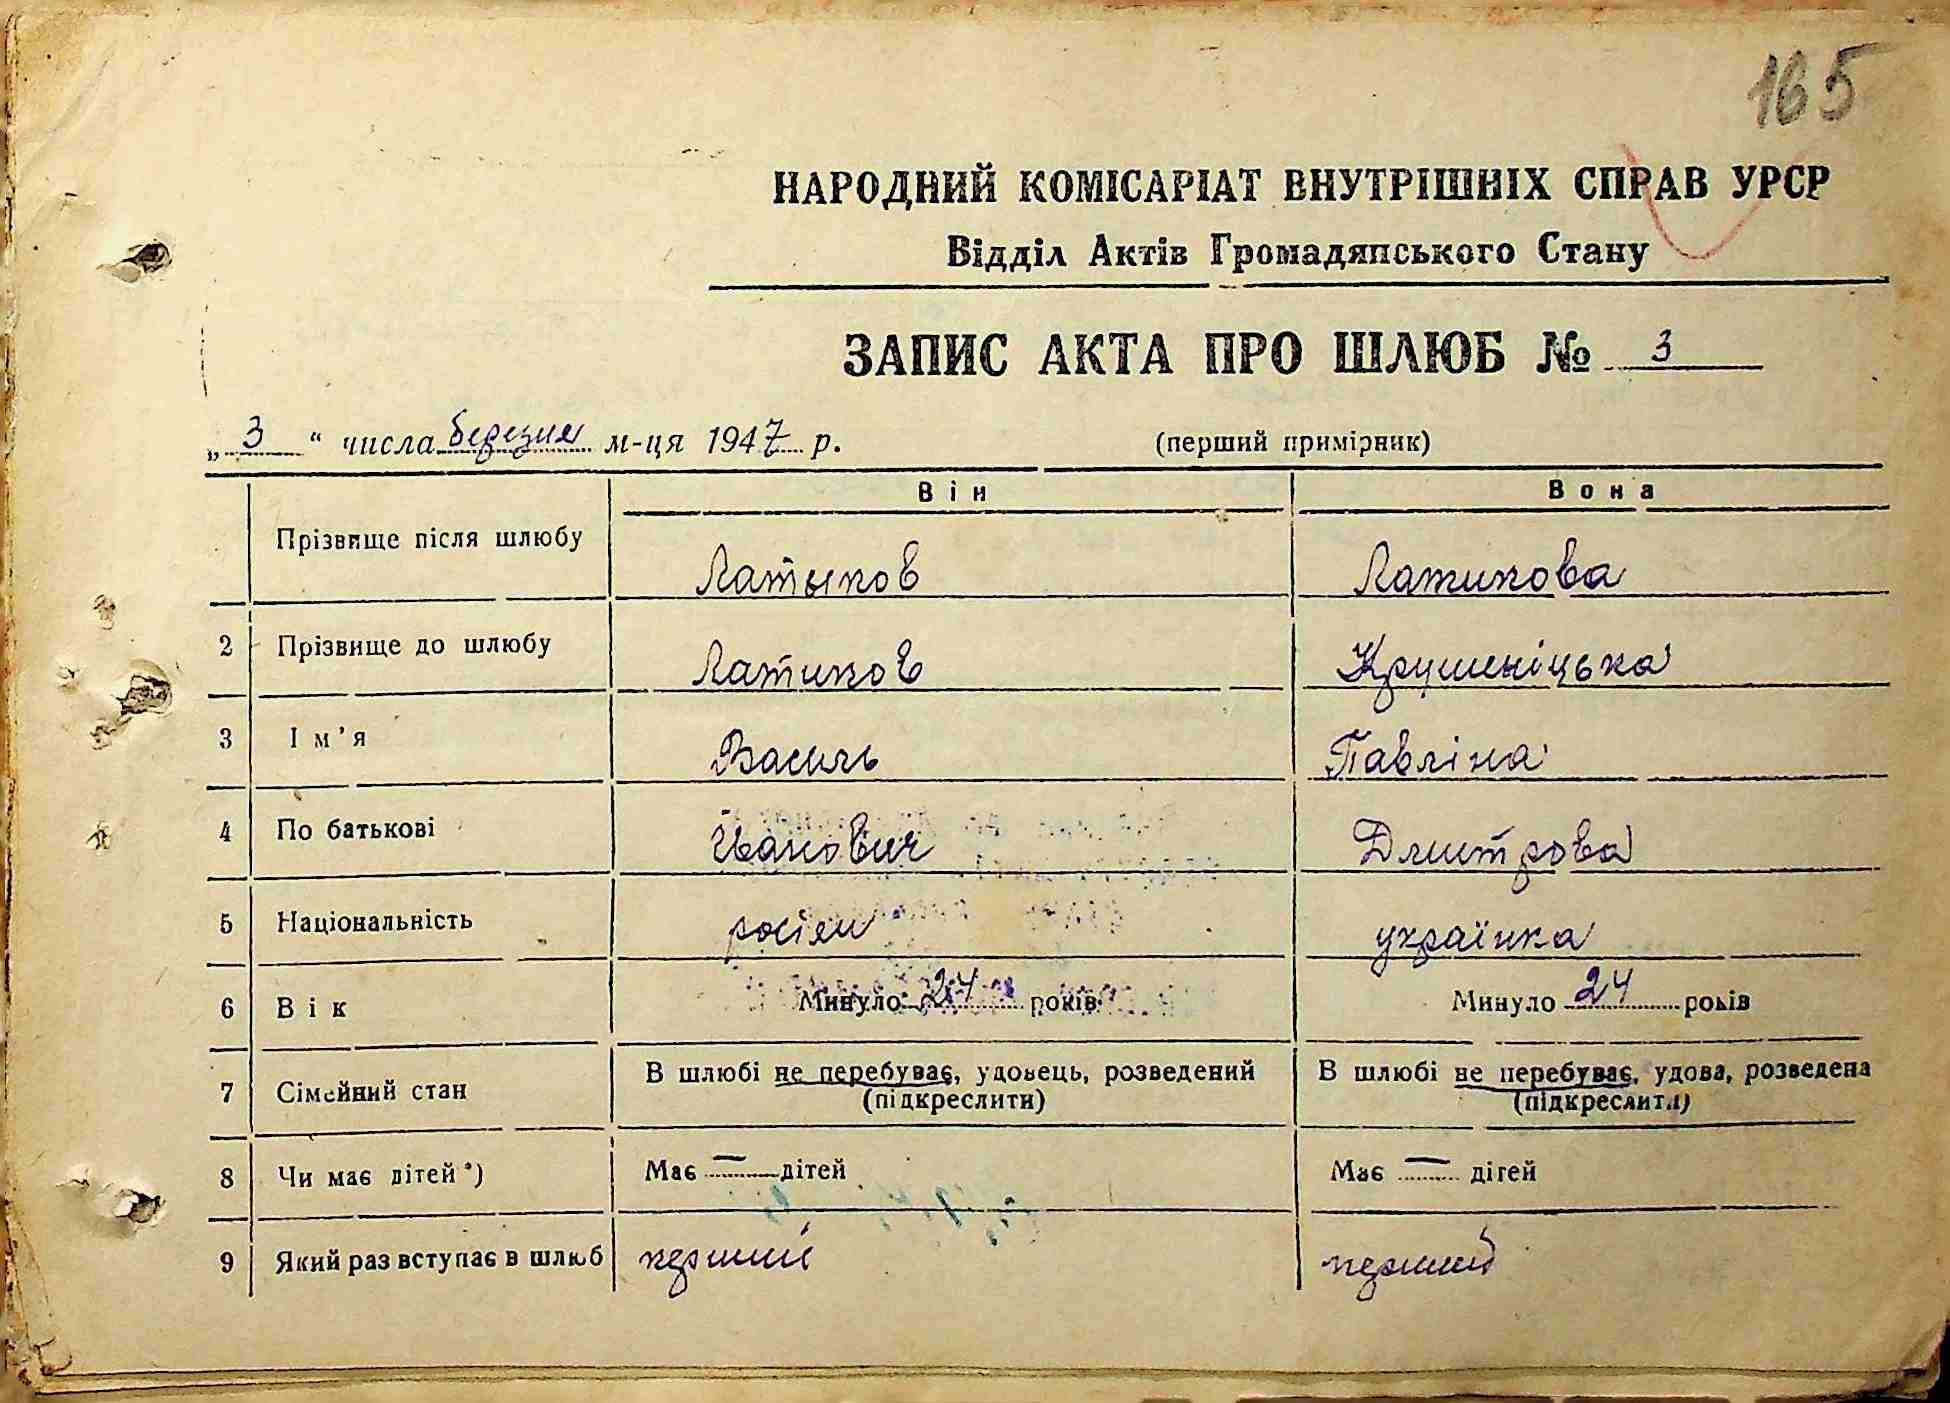 165
НАРОДНИЙ КОМІСАРІАТ ВНУТРІШНІХ СПРАВ УРСР
Відділ Актів Громадяпського Стану
ЗАПИС АКТА ПРО ШЛЮБ № 3
„ 3 “ числа березня м-ця 1947 р. (перший примірник)
Він Вона
Прізвище після шлюбу Латыпов Латипова
2 Прізвище до шлюбу Латипов Крушеніцька
3 Ім'я Василь Павліна
4 По батькові Іванович Дмитрова
5 Національність росіян українка
6 Вік Минуло 24 років Минуло 24 років
7 Сімейний стан В шлюбі не перебуває, удовець, розведений В шлюбі не перебуває, удова, розведена
(підкреслити) (підкреслити)
8 Чи має дітей*) Має — дітей Має — дітей
9 Який раз вступає в шлюб перший перший